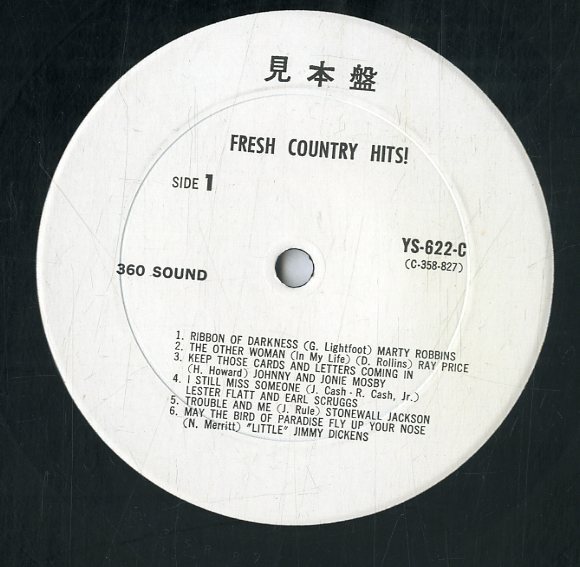 見本盤
FRESH COUNTRY HITS!
SIDE 1
YS-622-C
(C-358-827)
360 SOUND
1. RIBBON OF DARKNESS (G. Lightfoot) MARTY ROBBINS
2. THE OTHER WOMAN (In My Life) (D. Rollins) RAY PRICE
3. KEEP THOSE CARDS AND LETTERS COMING IN
(H. Howard) JOHNNY AND JONIE MOSBY
4. I STILL MISS SOMEONE (J. Cash - R. Cash, Jr.)
LESTER FLATT AND EARL SCRUGGS
5. TROUBLE AND ME (J. Rule) STONEWALL JACKSON
6. MAY THE BIRD OF PARADISE FLY UP YOUR NOSE
(N. Merritt) "LITTLE" JIMMY DICKENS